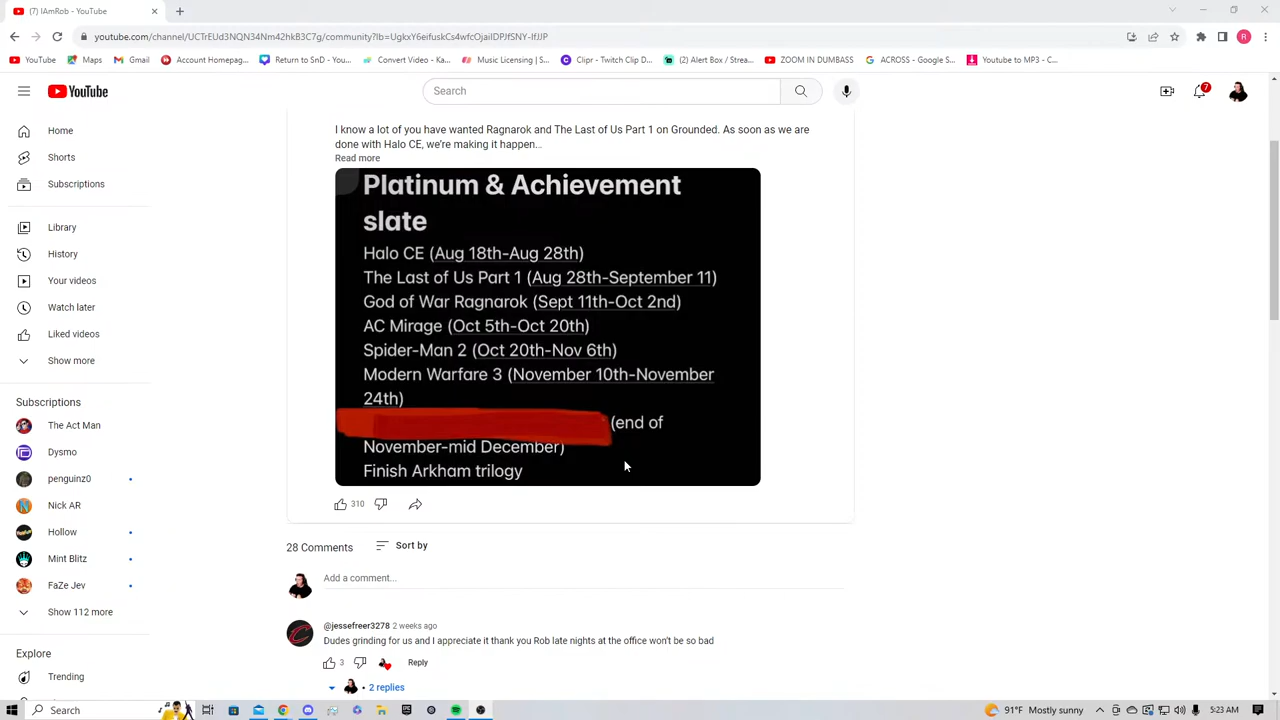 (7) IAmRob - YouTube
youtube.com/channel/UCTrEUd3NQN34Nm42hkB3C7g/community?lb=UgkxY6eifuskCs4wfcOjaiIDPJfSNY-IfJJP
YouTube Maps Gmail Account Homepag... Return to SnD - You... Convert Video - Ka... Music Licensing | S... Clipr - Twitch Clip D... (2) Alert Box / Strea... ZOOM IN DUMBASS ACROSS - Google S... Youtube to MP3 - C...
YouTube
Search
7
Home
Shorts
Subscriptions
Library
History
Your videos
Watch later
Liked videos
Show more
Subscriptions
The Act Man
Dysmo
penguinz0
Nick AR
Hollow
Mint Blitz
FaZe Jev
Show 112 more
Explore
Trending
I know a lot of you have wanted Ragnarok and The Last of Us Part 1 on Grounded. As soon as we are
done with Halo CE, we're making it happen...
Read more
Platinum & Achievement
slate
Halo CE (Aug 18th-Aug 28th)
The Last of Us Part 1 (Aug 28th-September 11)
God of War Ragnarok (Sept 11th-Oct 2nd)
AC Mirage (Oct 5th-Oct 20th)
Spider-Man 2 (Oct 20th-Nov 6th)
Modern Warfare 3 (November 10th-November
24th)
(end of
November-mid December)
Finish Arkham trilogy
310
28 Comments Sort by
Add a comment...
@jessefreer3278 2 weeks ago
Dudes grinding for us and I appreciate it thank you Rob late nights at the office won't be so bad
3 Reply
2 replies
Search
91°F Mostly sunny
5:23 AM